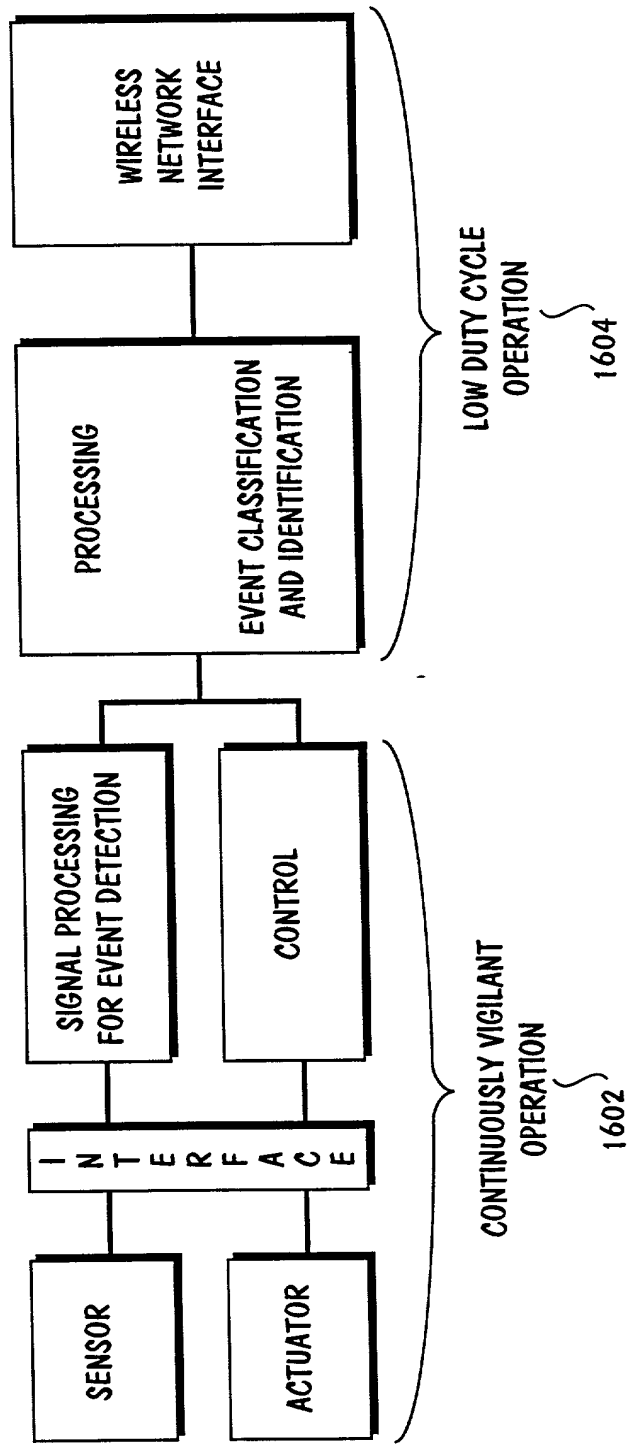 SENSOR
ACTUATOR
INTERFACE
SIGNAL PROCESSING
FOR EVENT DETECTION
CONTROL
PROCESSING
EVENT CLASSIFICATION
AND IDENTIFICATION
WIRELESS
NETWORK
INTERFACE
CONTINUOUSLY VIGILANT
OPERATION
1602
LOW DUTY CYCLE
OPERATION
1604